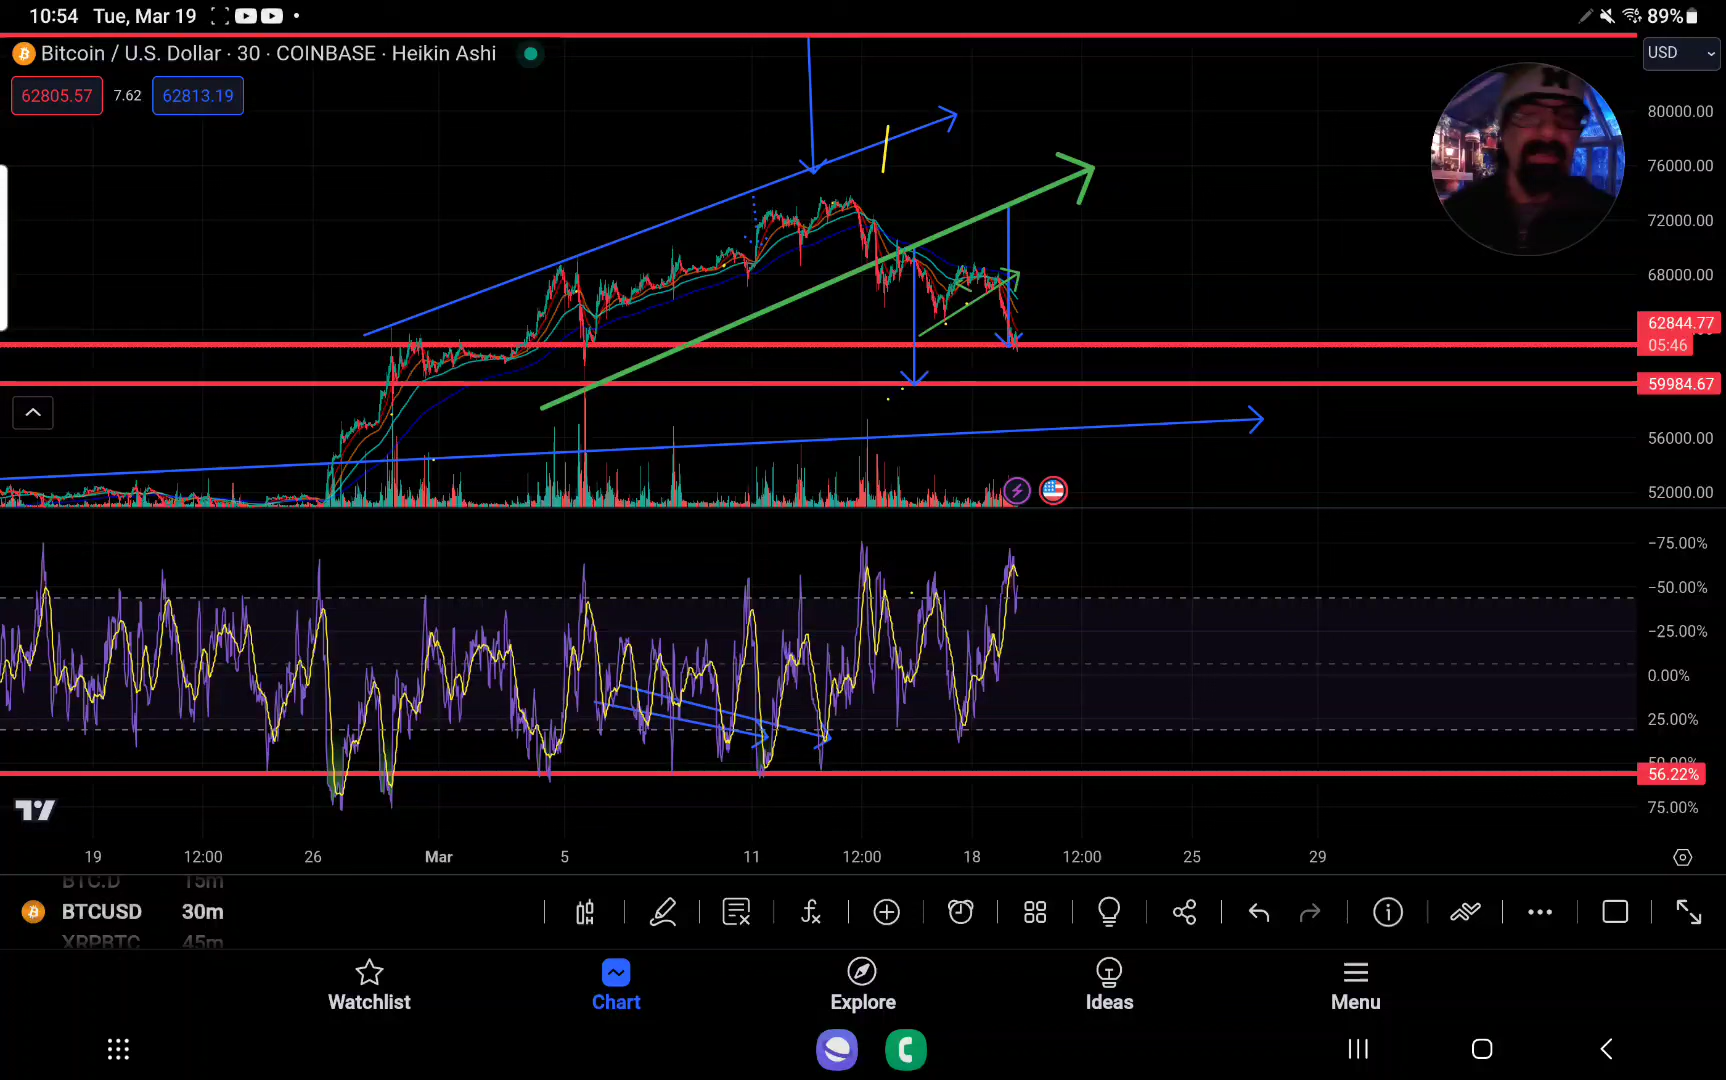 10:54 Tue, Mar 19
89%
Bitcoin / U.S. Dollar · 30 · COINBASE · Heikin Ashi
USD
62805.57 7.62 62813.19
80000.00
76000.00
72000.00
68000.00
62844.77
05:46
59984.67
56000.00
52000.00
−75.00%
−50.00%
−25.00%
0.00%
25.00%
50.00%
56.22%
75.00%
19 12:00 26 Mar 5 11 12:00 18 12:00 25 29
BTC.D 15m
BTCUSD 30m
XRPBTC 45m
Watchlist Chart Explore Ideas Menu